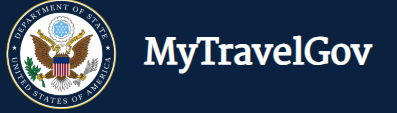 DEPARTMENT OF STATE
UNITED STATES OF AMERICA
MyTravelGov